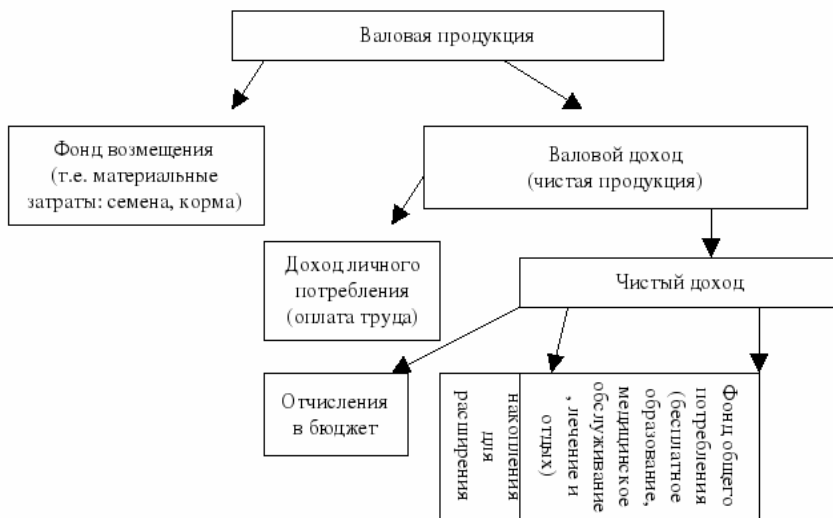 Валовая продукция
Фонд возмещения
(т.е. материальные
затраты: семена, корма)
Валовой доход
(чистая продукция)
Доход личного
потребления
(оплата труда)
Чистый доход
Отчисления
в бюджет
накопления
для
расширения
Фонд общего
потребления
(бесплатное
образование,
медицинское
обслуживание
, лечение и
отдых)